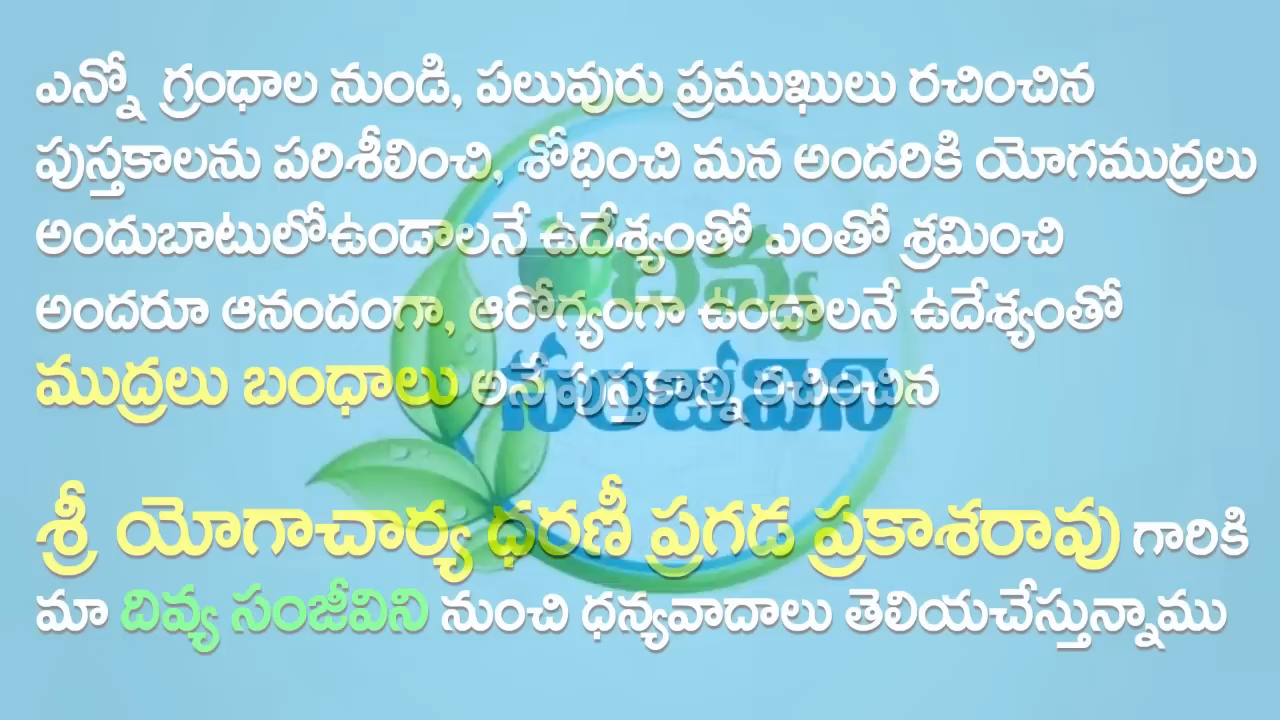 ఎన్నో గ్రంధాల నుండి, పలువురు ప్రముఖులు రచించిన
పుస్తకాలను పరిశీలించి, శోధించి మన అందరికి యోగముద్రలు
అందుబాటులోఉండాలనే ఉదేశ్యంతో ఎంతో శ్రమించి
అందరూ ఆనందంగా, ఆరోగ్యంగా ఉంధాలనే ఉదేశ్యంతో
ముద్రలు బంధాలు అనే పుస్తకాన్ని రచించిన
శ్రీ యోగాచార్య ధరణీ ప్రగడ ప్రకాశరావు గారికి
మా దివ్య సంజీవిని నుంచి ధన్యవాదాలు తెలియచేస్తున్నాము
దివ్య
సంజీవిని